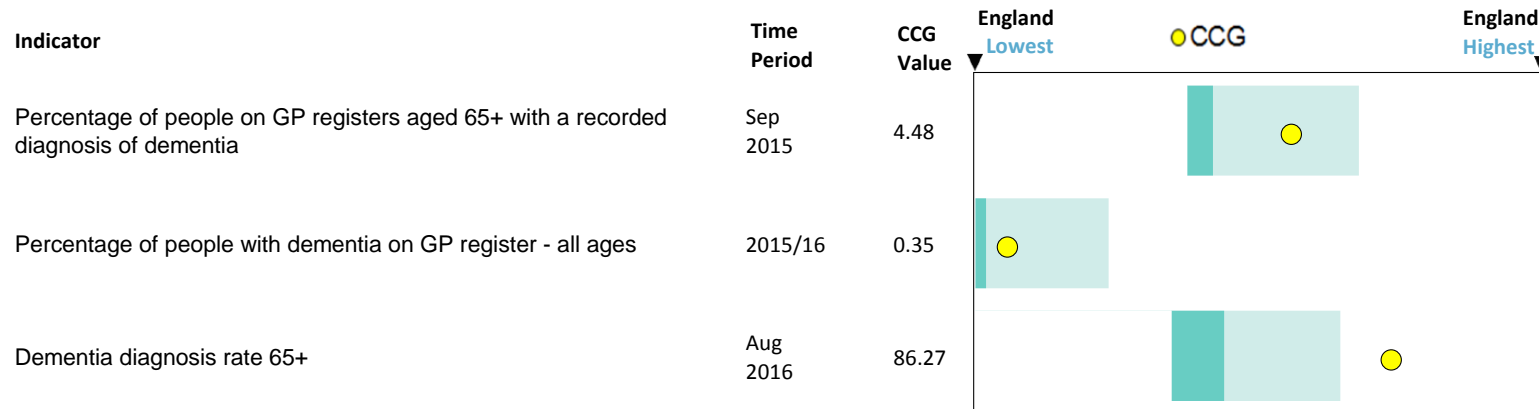 Indicator
Time Period
CCG Value
England Lowest
CCG
England Highest
Percentage of people on GP registers aged 65+ with a recorded
diagnosis of dementia
Sep
2015
4.48
Percentage of people with dementia on GP register - all ages
2015/16
0.35
Dementia diagnosis rate 65+
Aug
2016
86.27